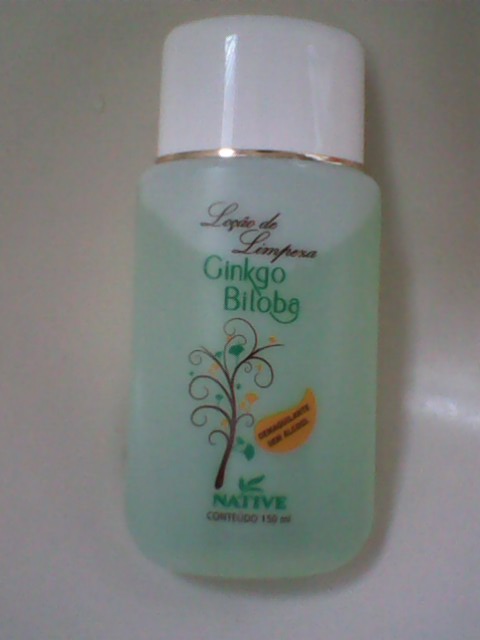 Loção de
Limpeza
Ginkgo
Biloba
DEMAQUILANTE
SEM ÁLCOOL
NATIVE
CONTEÚDO 150 ml